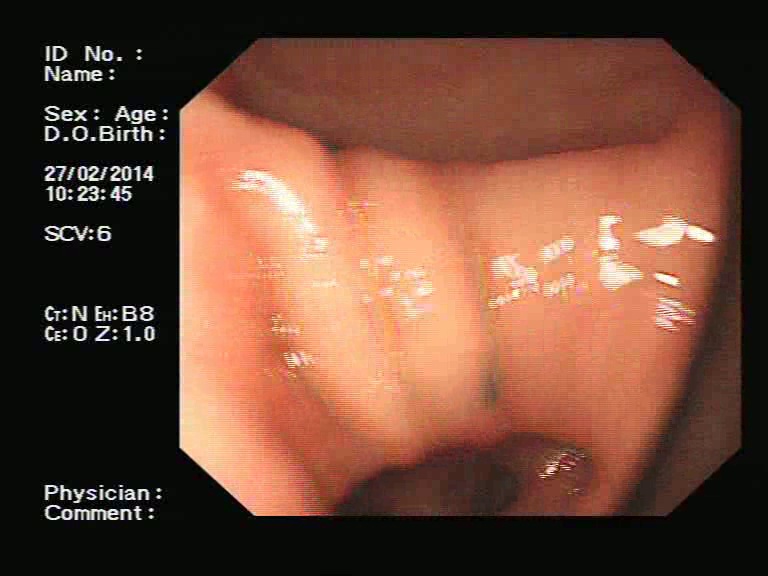 ID No. :
Name:
Sex: Age:
D.O.Birth:
27/02/2014
10:23:45
SCV:6
CT:N EH:B8
CE:0 Z:1.0
Physician:
Comment: